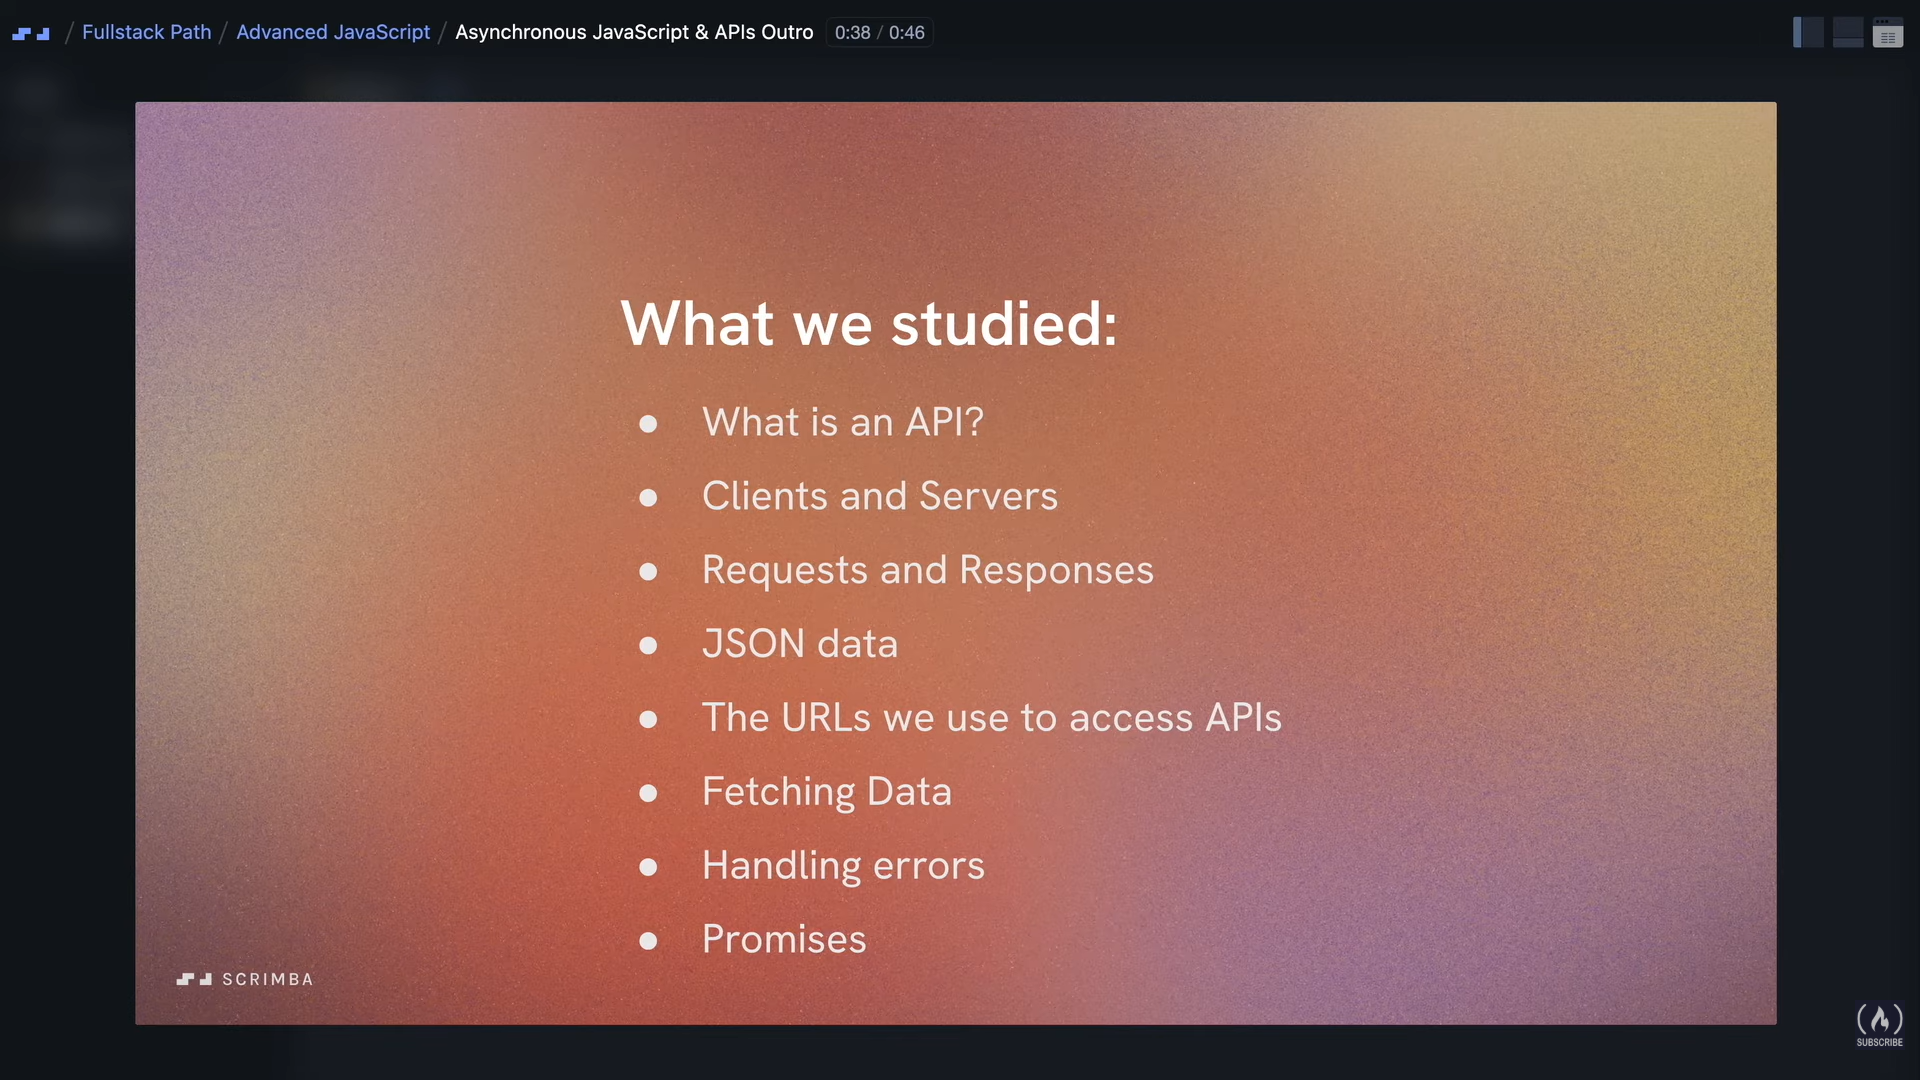 / Fullstack Path / Advanced JavaScript / Asynchronous JavaScript & APIs Outro 0:38 / 0:46
What we studied:
● What is an API?
● Clients and Servers
● Requests and Responses
● JSON data
● The URLs we use to access APIs
● Fetching Data
● Handling errors
● Promises
SCRIMBA
SUBSCRIBE